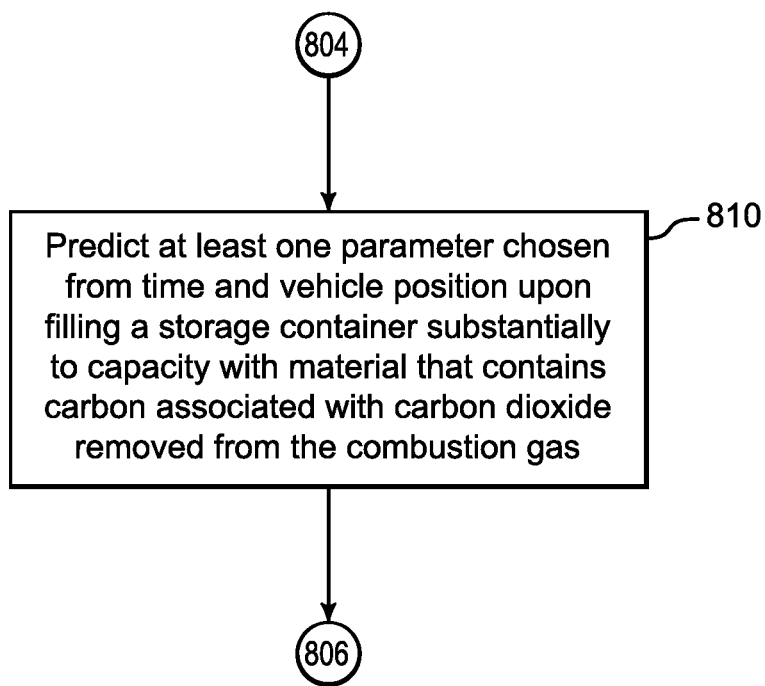 804
810
Predict at least one parameter chosen
from time and vehicle position upon
filling a storage container substantially
to capacity with material that contains
carbon associated with carbon dioxide
removed from the combustion gas
806